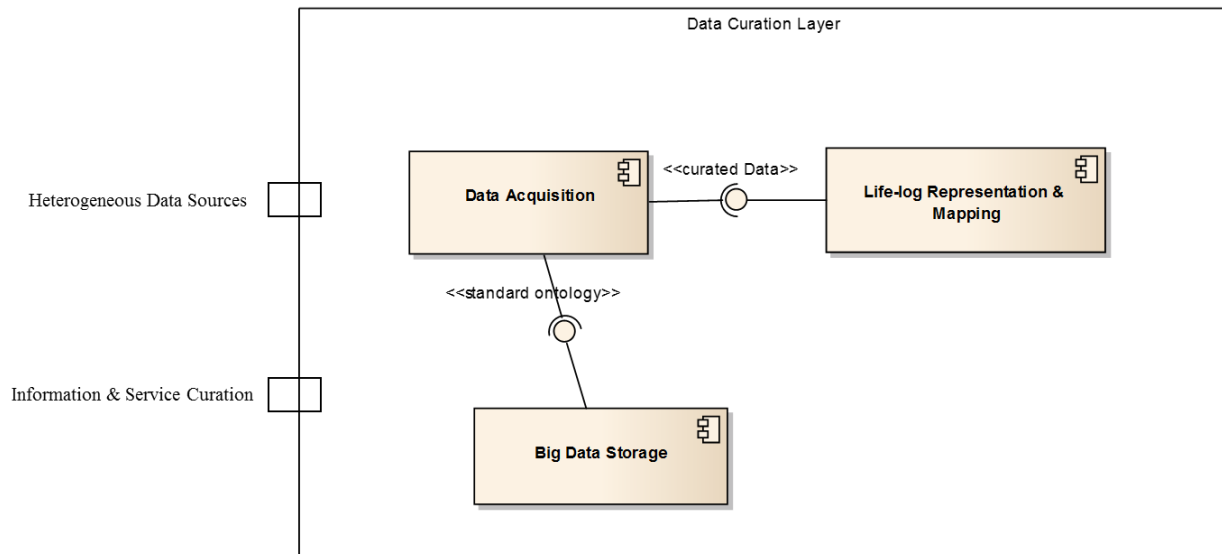 Data Curation Layer
<<curated Data>>
Data Acquisition
Life-log Representation &
Mapping
Heterogeneous Data Sources
<<standard ontology>>
Information & Service Curation
Big Data Storage